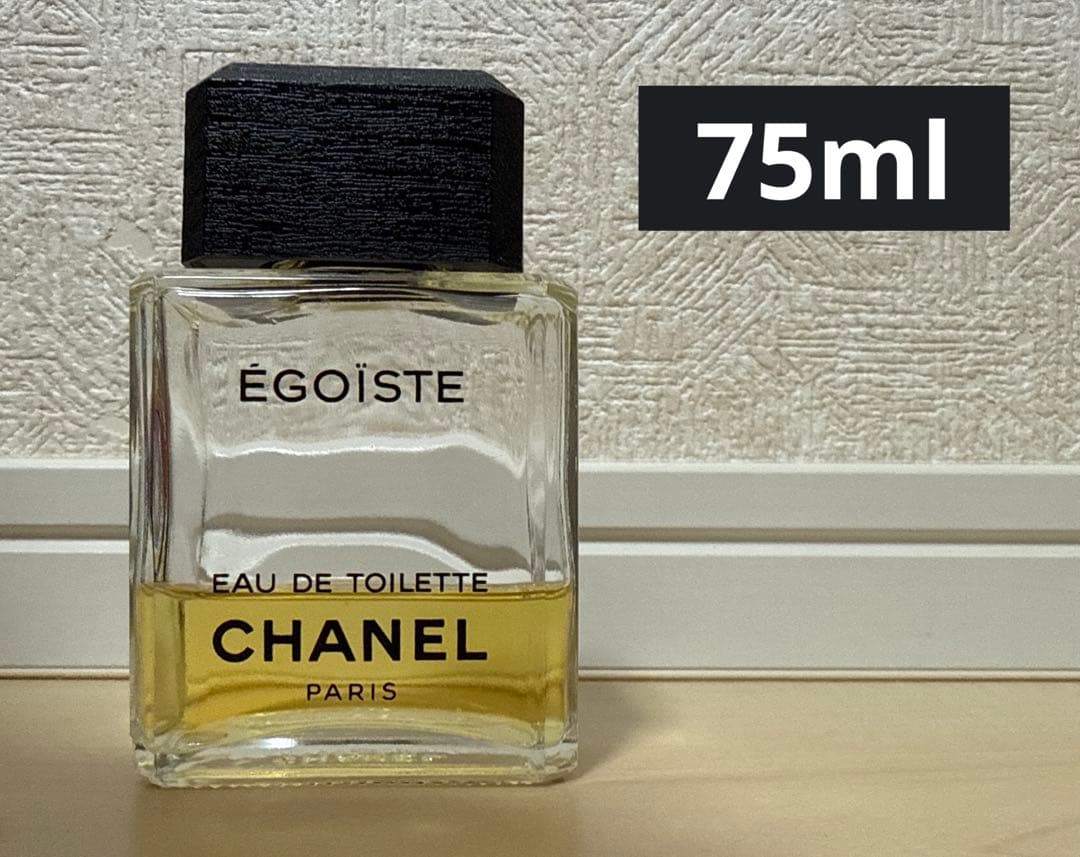 75ml
ÉGOÏSTE
EAU DE TOILETTE
CHANEL
PARIS